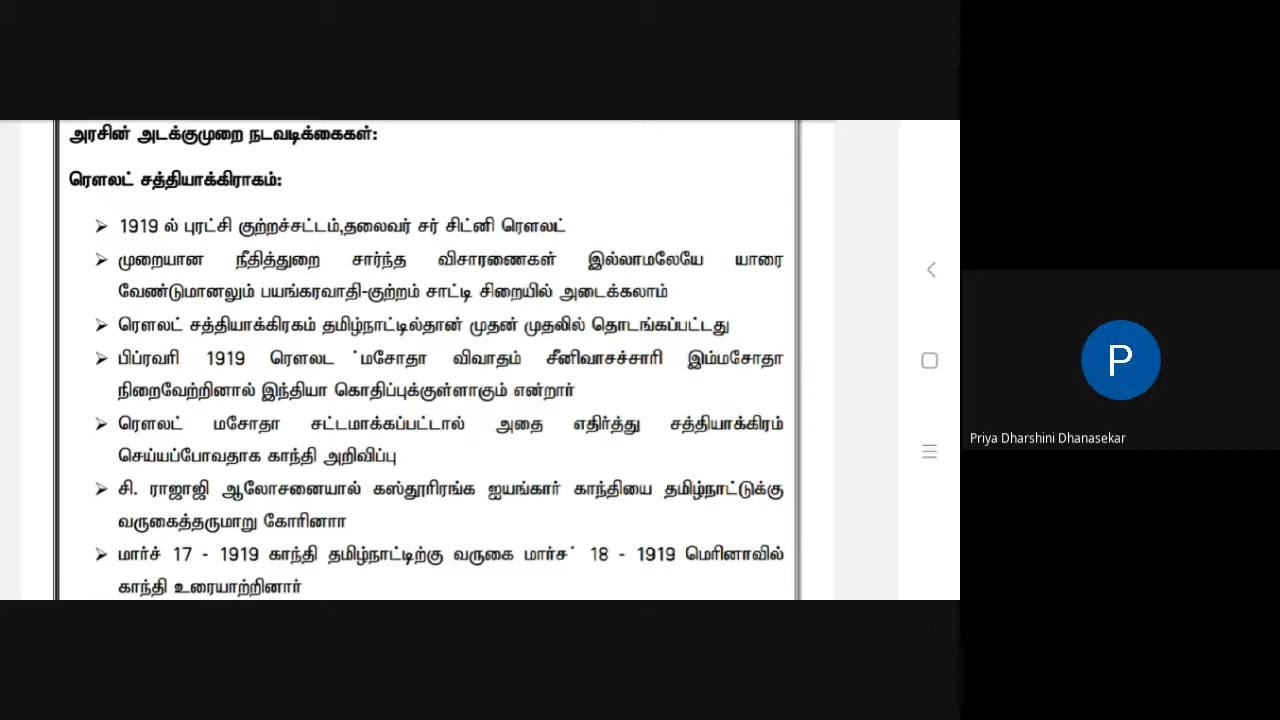 அரசின் அடக்குமுறை நடவடிக்கைகள்:
ரௌலட் சத்தியாக்கிராகம்:
➢ 1919 ல் புரட்சி குற்றச்சட்டம்,தலைவர் சர் சிட்னி ரௌலட்
➢ முறையான நீதித்துறை சார்ந்த விசாரணைகள் இல்லாமலேயே யாரை
வேண்டுமானலும் பயங்கரவாதி-குற்றம் சாட்டி சிறையில் அடைக்கலாம்
➢ ரௌலட் சத்தியாக்கிரகம் தமிழ்நாட்டில்தான் முதன் முதலில் தொடங்கப்பட்டது
➢ பிப்ரவரி 1919 ரௌலட ˙மசோதா விவாதம் சீனிவாசச்சாரி இம்மசோதா
நிறைவேற்றினால் இந்தியா கொதிப்புக்குள்ளாகும் என்றார்
➢ ரௌலட் மசோதா சட்டமாக்கப்பட்டால் அதை எதிர்த்து சத்தியாக்கிரம்
செய்யப்போவதாக காந்தி அறிவிப்பு
➢ சி. ராஜாஜி ஆலோசனையால் கஸ்தூரிரங்க ஐயங்கார் காந்தியை தமிழ்நாட்டுக்கு
வருகைத்தருமாறு கோரினாா
➢ மார்ச் 17 - 1919 காந்தி தமிழ்நாட்டிற்கு வருகை மார்ச˙ 18 - 1919 மெரினாவில்
காந்தி உரையாற்றினார்
P
Priya Dharshini Dhanasekar